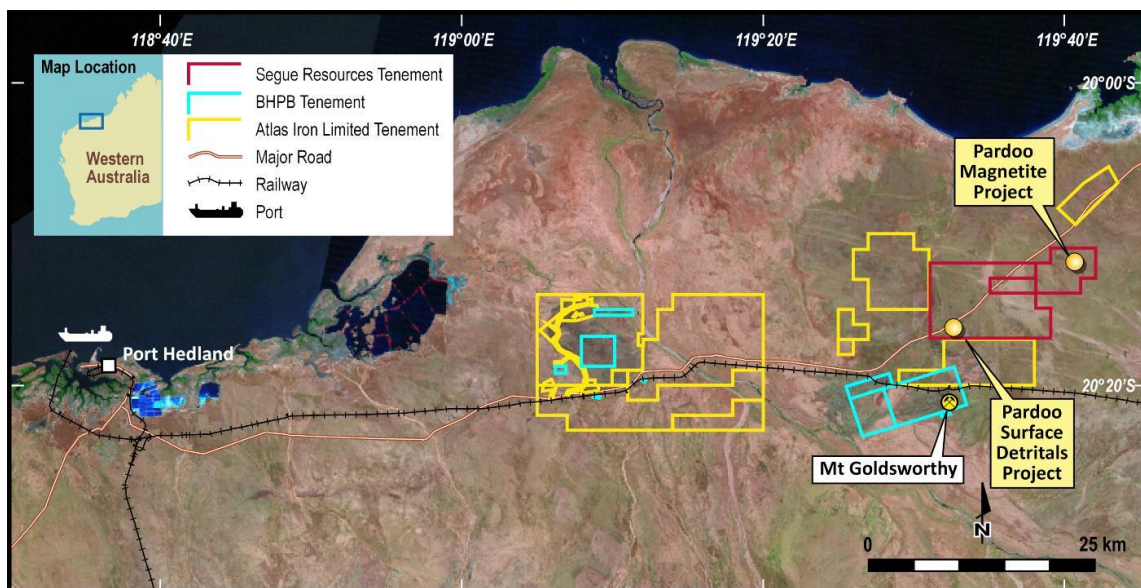 118°40'E
119°00'E
119°20'E
119°40'E
20°00'S
Map Location
Western
Australia
Segue Resources Tenement
BHPB Tenement
Atlas Iron Limited Tenement
Major Road
Railway
Port
Pardoo
Magnetite
Project
Port Hedland
20°20'S
Mt Goldsworthy
Pardoo
Surface
Detritals
Project
N
0
25 km